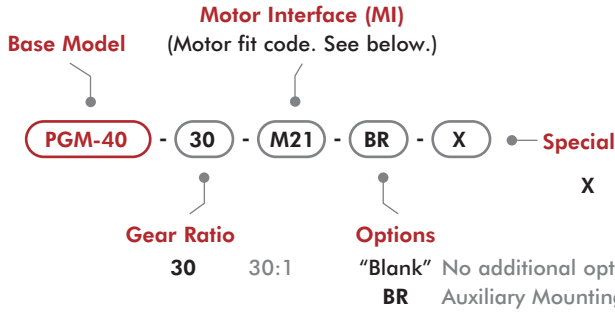 Motor Interface (MI)
Base Model (Motor fit code. See below.)
PGM-40 - 30 - M21 - BR - X Special
X
Gear Ratio Options
30 30:1 "Blank" No additional
BR Auxiliary Mounting